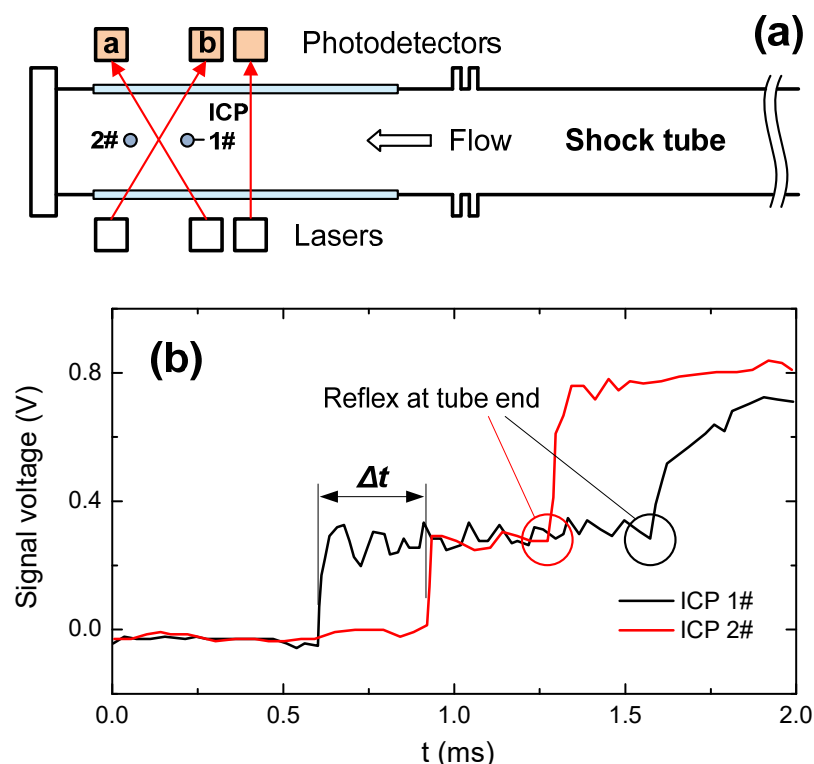 a b Photodetectors (a)
ICP
2# 1# Flow Shock tube
Lasers
(b)
Reflex at tube end
Δt
ICP 1#
ICP 2#
Signal voltage (V)
0.8
0.4
0.0
0.0 0.5 1.0 1.5 2.0
t (ms)